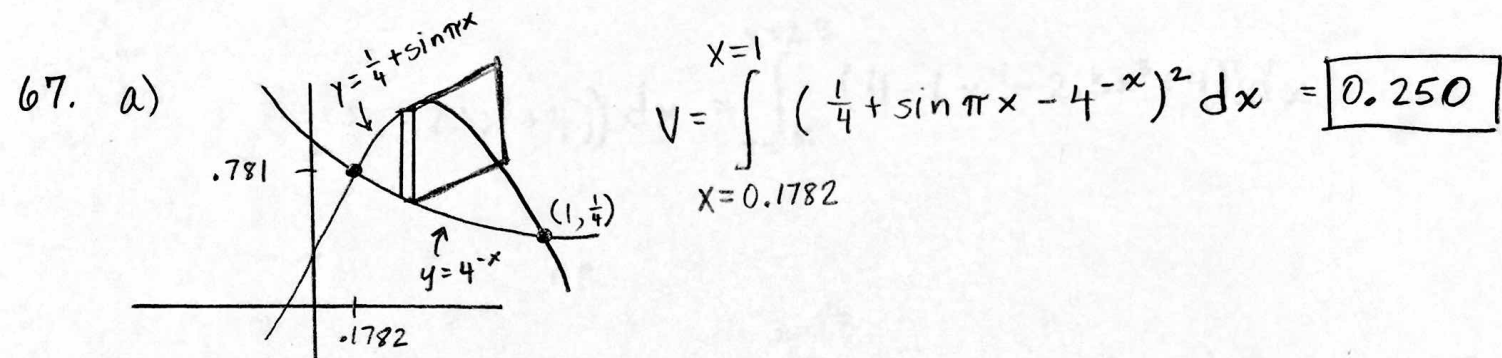 67. a)
y = 1/4 + sin πx
.781
(1, 1/4)
y = 4^{-x}
.1782
x=1
V = ∫ (1/4 + sin πx − 4^{-x})² dx = 0.250
x = 0.1782